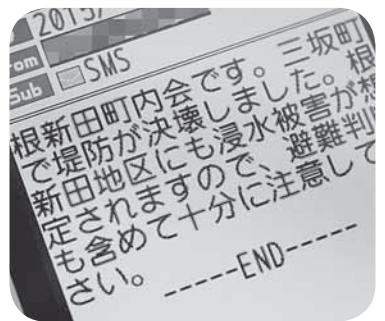 2015/
om
Sub SMS
根新田町内会です。三坂町
で堤防が決壊しました。根
新田地区にも浸水被害が想
定されますので、避難判
も含めて十分に注意して
さい。
-----END-----